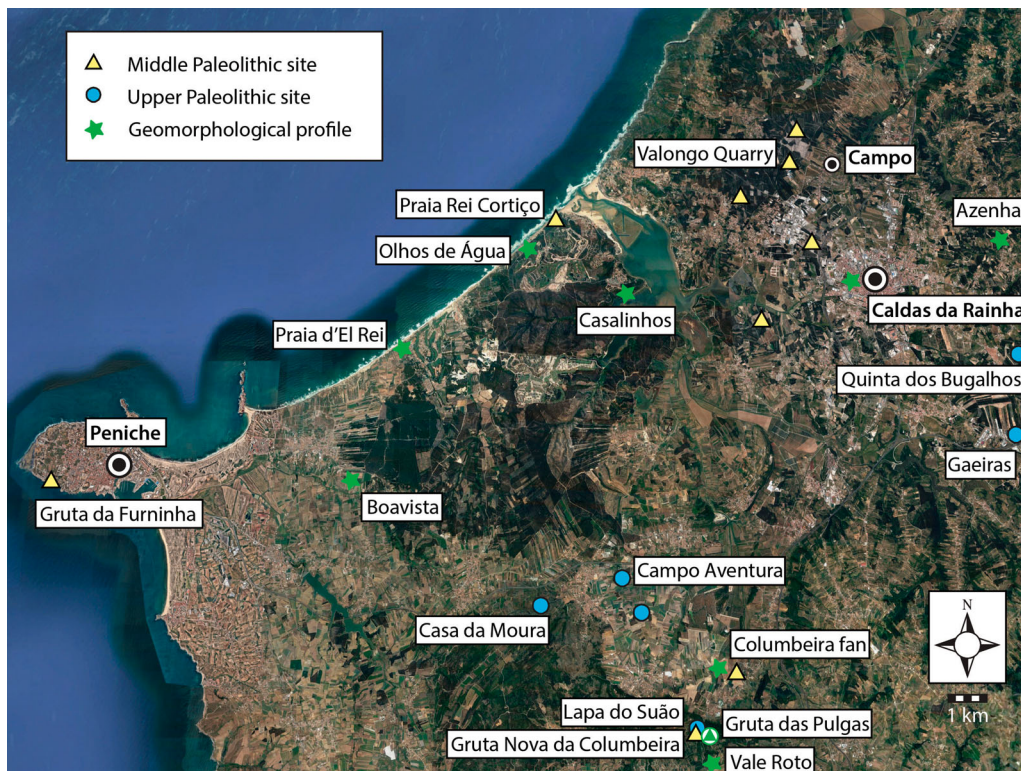 Middle Paleolithic site
Upper Paleolithic site
Geomorphological profile
Valongo Quarry
Campo
Praia Rei Cortiço
Azenha
Olhos de Água
Casalinhos
Caldas da Rainha
Praia d'El Rei
Quinta dos Bugalhos
Peniche
Gaeiras
Gruta da Furninha
Boavista
Campo Aventura
Casa da Moura
N
Columbeira fan
1 km
Lapa do Suão
Gruta das Pulgas
Gruta Nova da Columbeira
Vale Roto